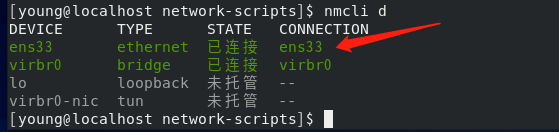 [young@localhost network-scripts]$ nmcli d
DEVICE TYPE STATE CONNECTION
ens33 ethernet 已连接 ens33
virbr0 bridge 已连接 virbr0
lo loopback 未托管 --
virbr0-nic tun 未托管 --
[young@localhost network-scripts]$